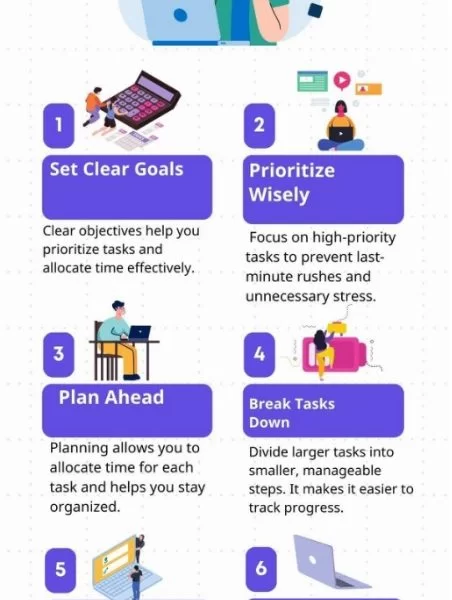 1
Set Clear Goals
Clear objectives help you
prioritize tasks and
allocate time effectively.
2
Prioritize
Wisely
Focus on high-priority
tasks to prevent last-
minute rushes and
unnecessary stress.
3
Plan Ahead
Planning allows you to
allocate time for each
task and helps you stay
organized.
4
Break Tasks
Down
Divide larger tasks into
smaller, manageable
steps. It makes it easier to
track progress.
5
6